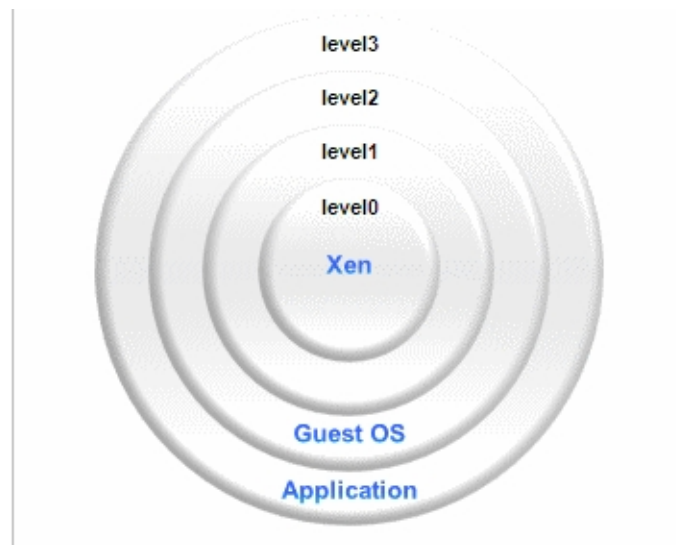 level3
level2
level1
level0
Xen
Guest OS
Application